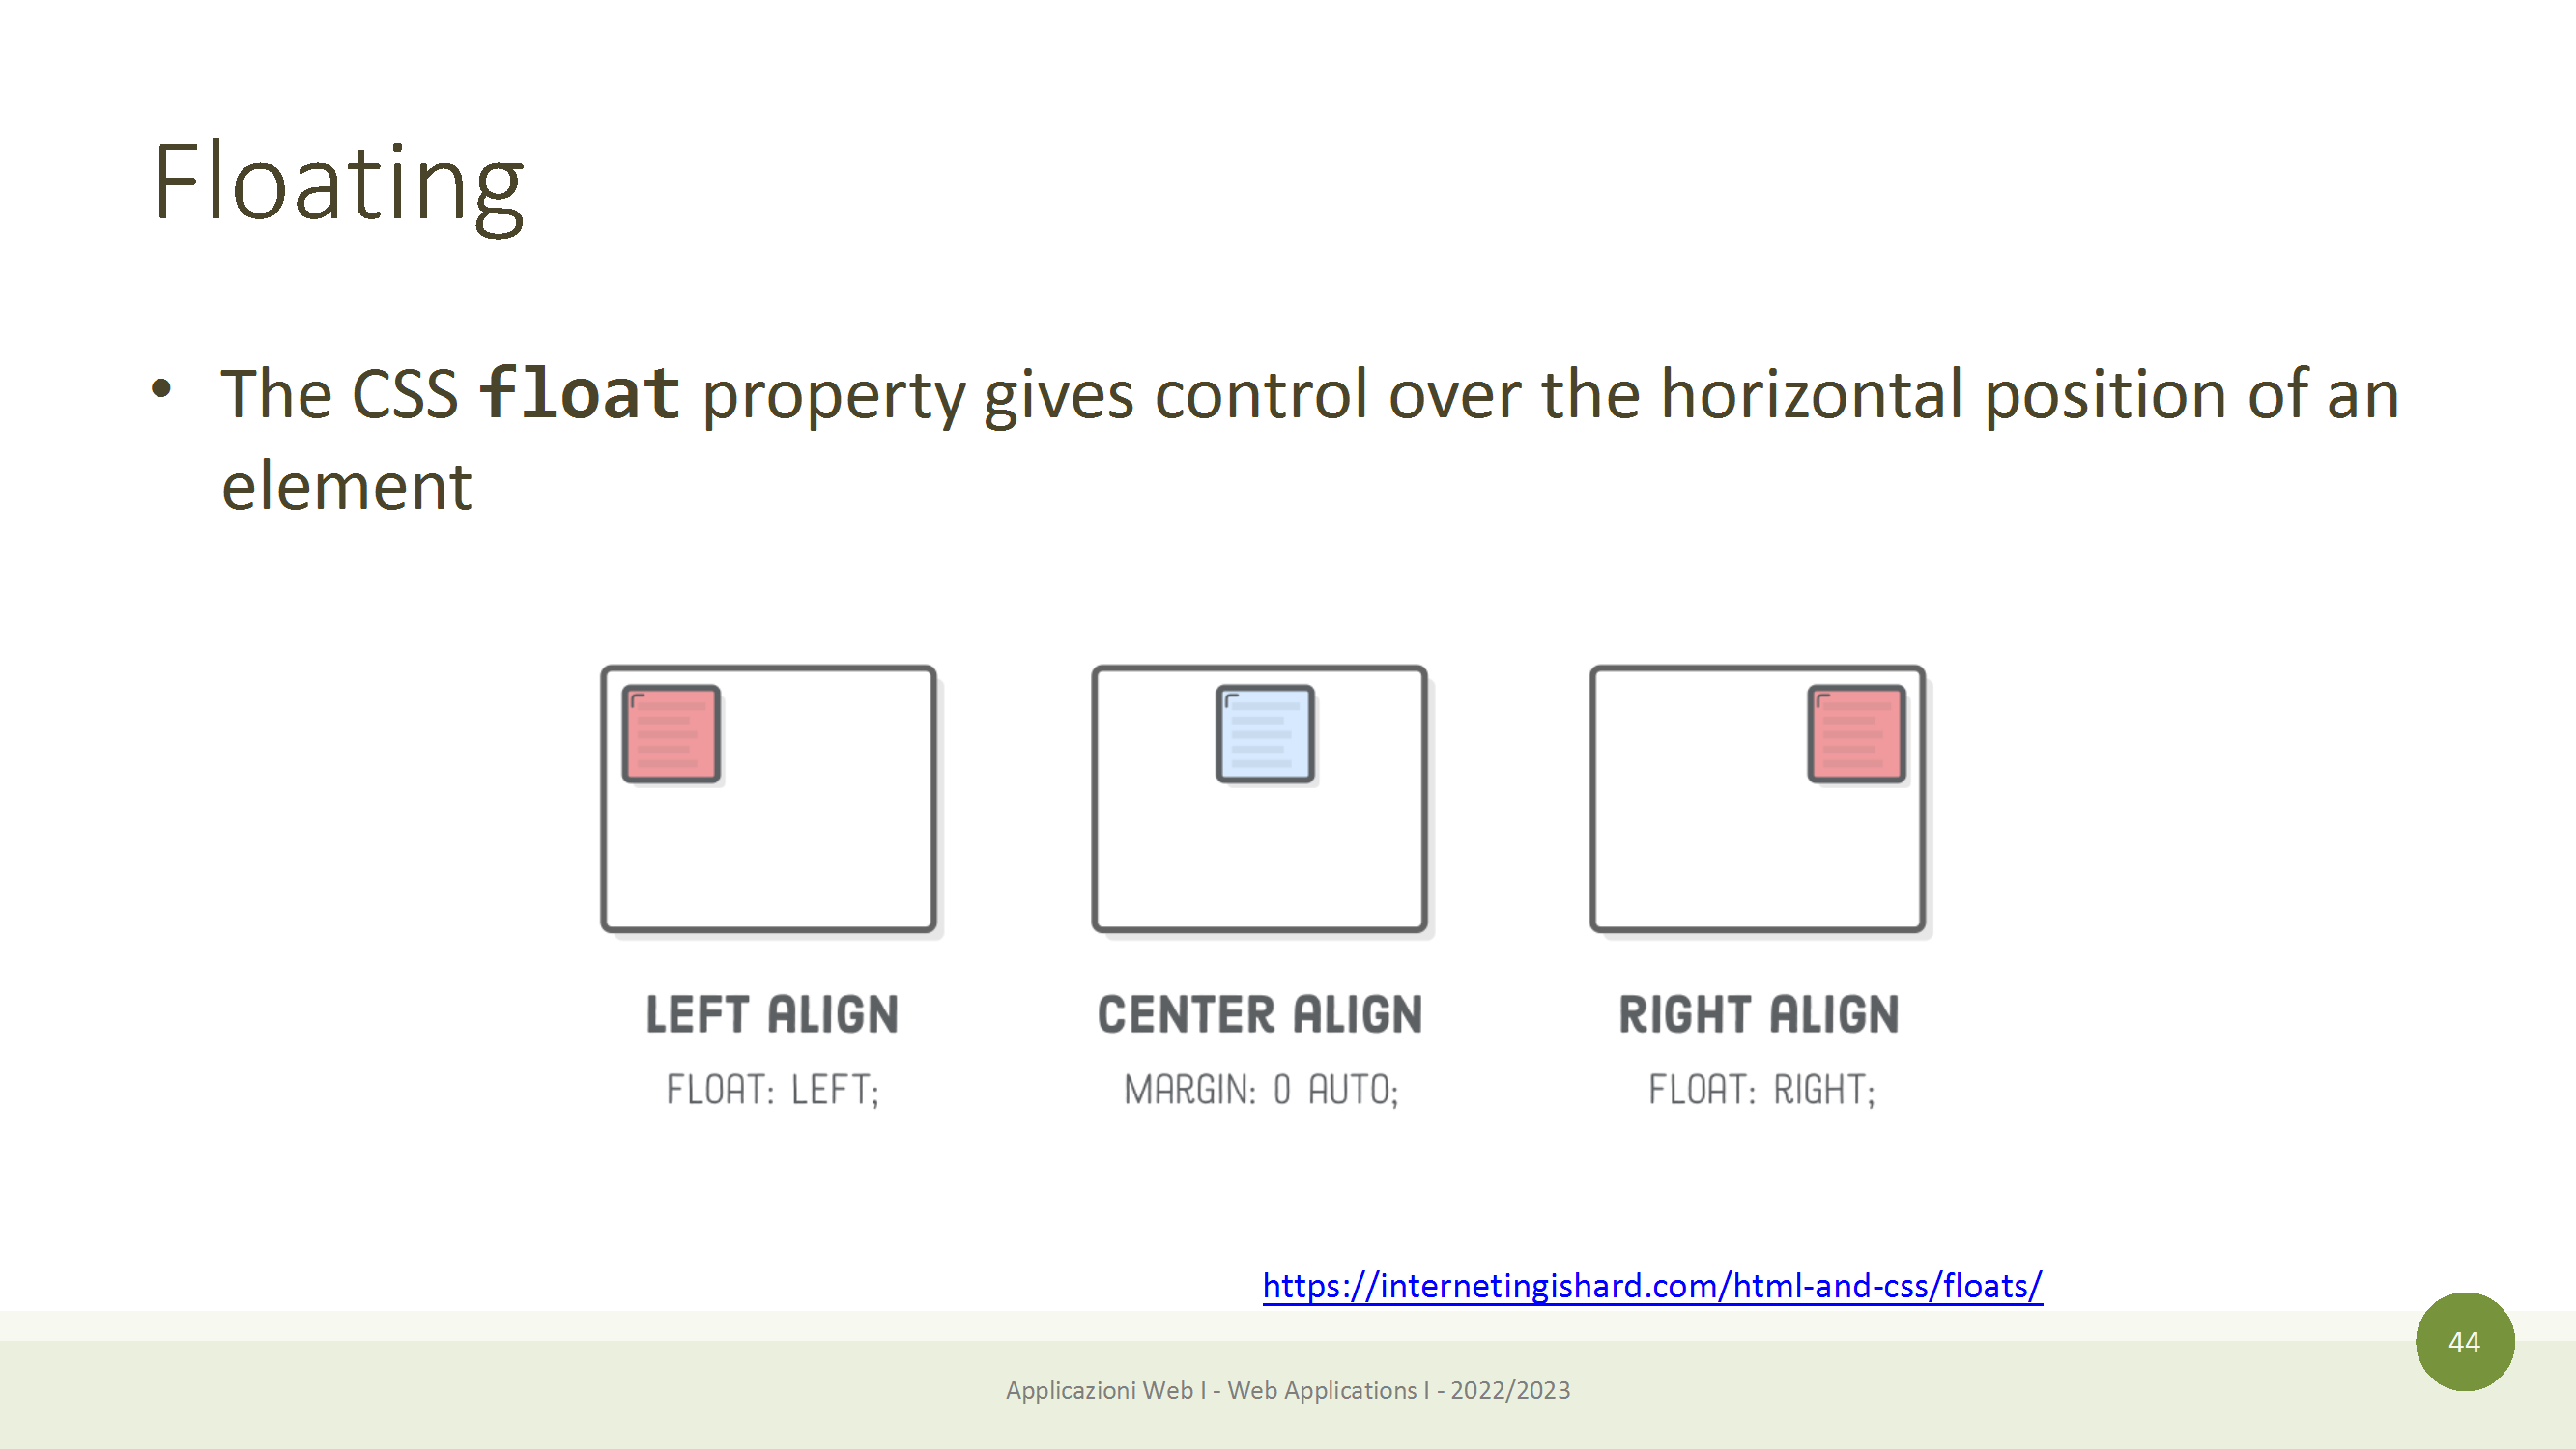 Floating
• The CSS float property gives control over the horizontal position of an
element
LEFT ALIGN
FLOAT: LEFT;
CENTER ALIGN
MARGIN: 0 AUTO;
RIGHT ALIGN
FLOAT: RIGHT;
https://internetingishard.com/html-and-css/floats/
44
Applicazioni Web I - Web Applications I - 2022/2023